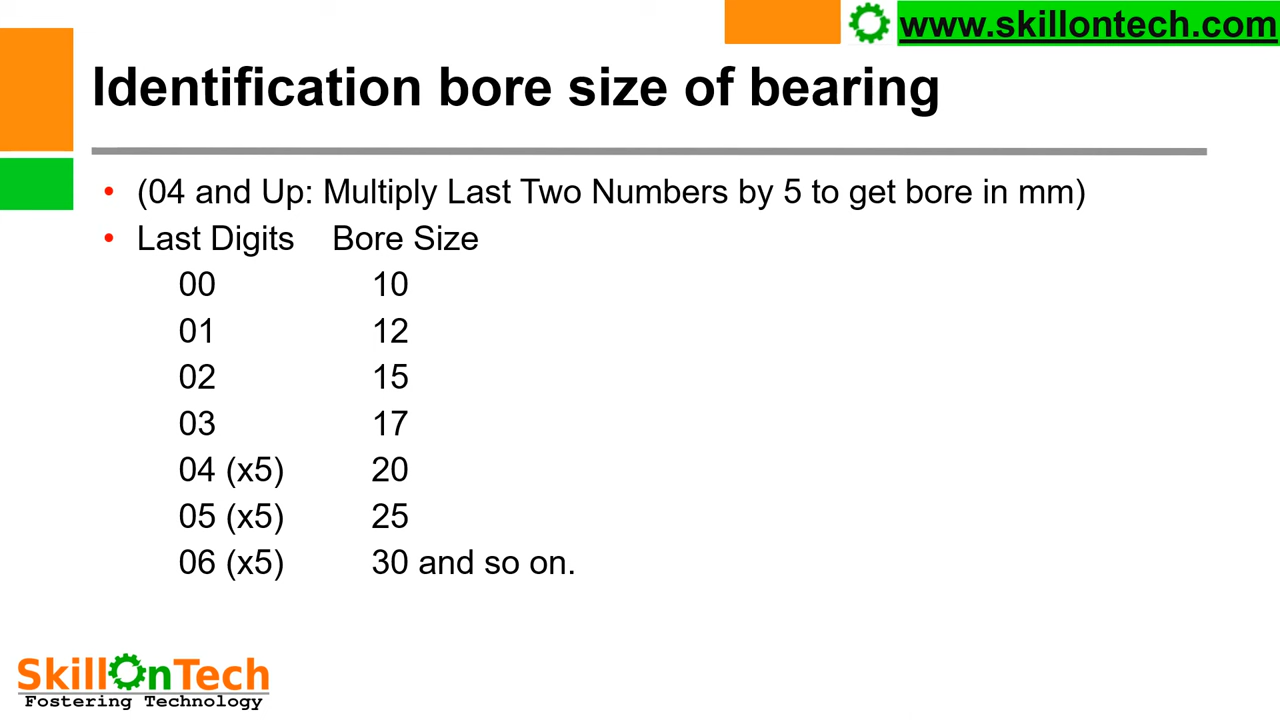 www.skillontech.com
Identification bore size of bearing
• (04 and Up: Multiply Last Two Numbers by 5 to get bore in mm)
• Last Digits Bore Size
00 10
01 12
02 15
03 17
04 (x5) 20
05 (x5) 25
06 (x5) 30 and so on.
SkillOnTech
Fostering Technology